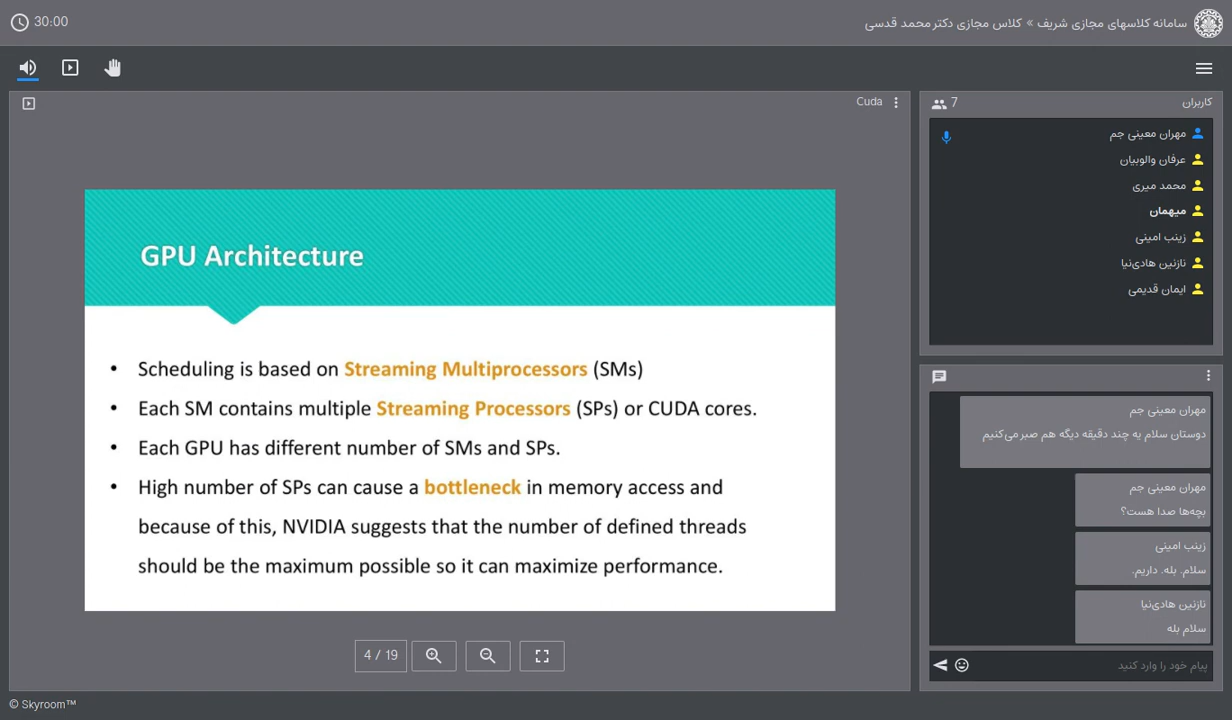 30:00
سامانه کلاسهای مجازی شریف » کلاس مجازی دکتر محمد قدسی
Cuda
GPU Architecture
• Scheduling is based on Streaming Multiprocessors (SMs)
• Each SM contains multiple Streaming Processors (SPs) or CUDA cores.
• Each GPU has different number of SMs and SPs.
• High number of SPs can cause a bottleneck in memory access and
because of this, NVIDIA suggests that the number of defined threads
should be the maximum possible so it can maximize performance.
4 / 19
کاربران
7
مهران معینی جم
عرفان والوبیان
محمد میری
میهمان
زینب امینی
نازنین هادی‌نیا
ایمان قدیمی
مهران معینی جم
دوستان سلام یه چند دقیقه دیگه هم صبر می‌کنیم
مهران معینی جم
بچه‌ها صدا هست؟
زینب امینی
سلام. بله. داریم.
نازنین هادی‌نیا
سلام بله
پیام خود را وارد کنید
© Skyroom™